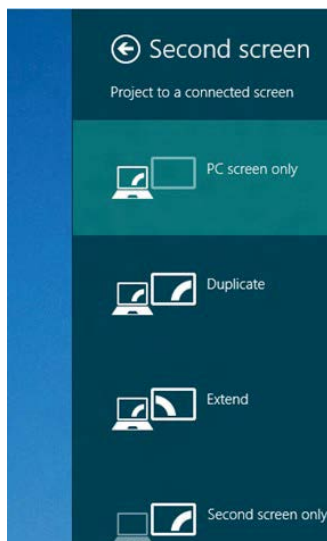 Second screen
Project to a connected screen
PC screen only
Duplicate
Extend
Second screen only